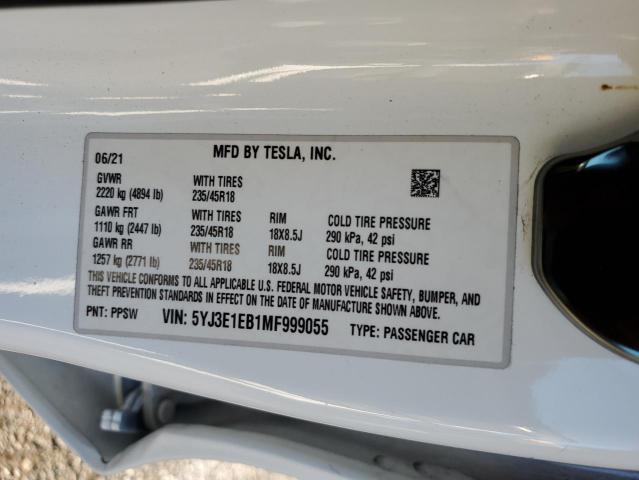 06/21 MFD BY TESLA, INC.
GVWR WITH TIRES
2220 kg (4894 lb) 235/45R18
GAWR FRT WITH TIRES RIM COLD TIRE PRESSURE
1110 kg (2447 lb) 235/45R18 18X8.5J 290 kPa, 42 psi
GAWR RR WITH TIRES RIM COLD TIRE PRESSURE
1257 kg (2771 lb) 235/45R18 18X8.5J 290 kPa, 42 psi
THIS VEHICLE CONFORMS TO ALL APPLICABLE U.S. FEDERAL MOTOR VEHICLE SAFETY, BUMPER, AND
THEFT PREVENTION STANDARDS IN EFFECT ON THE DATE OF MANUFACTURE SHOWN ABOVE.
PNT: PPSW VIN: 5YJ3E1EB1MF999055 TYPE: PASSENGER CAR